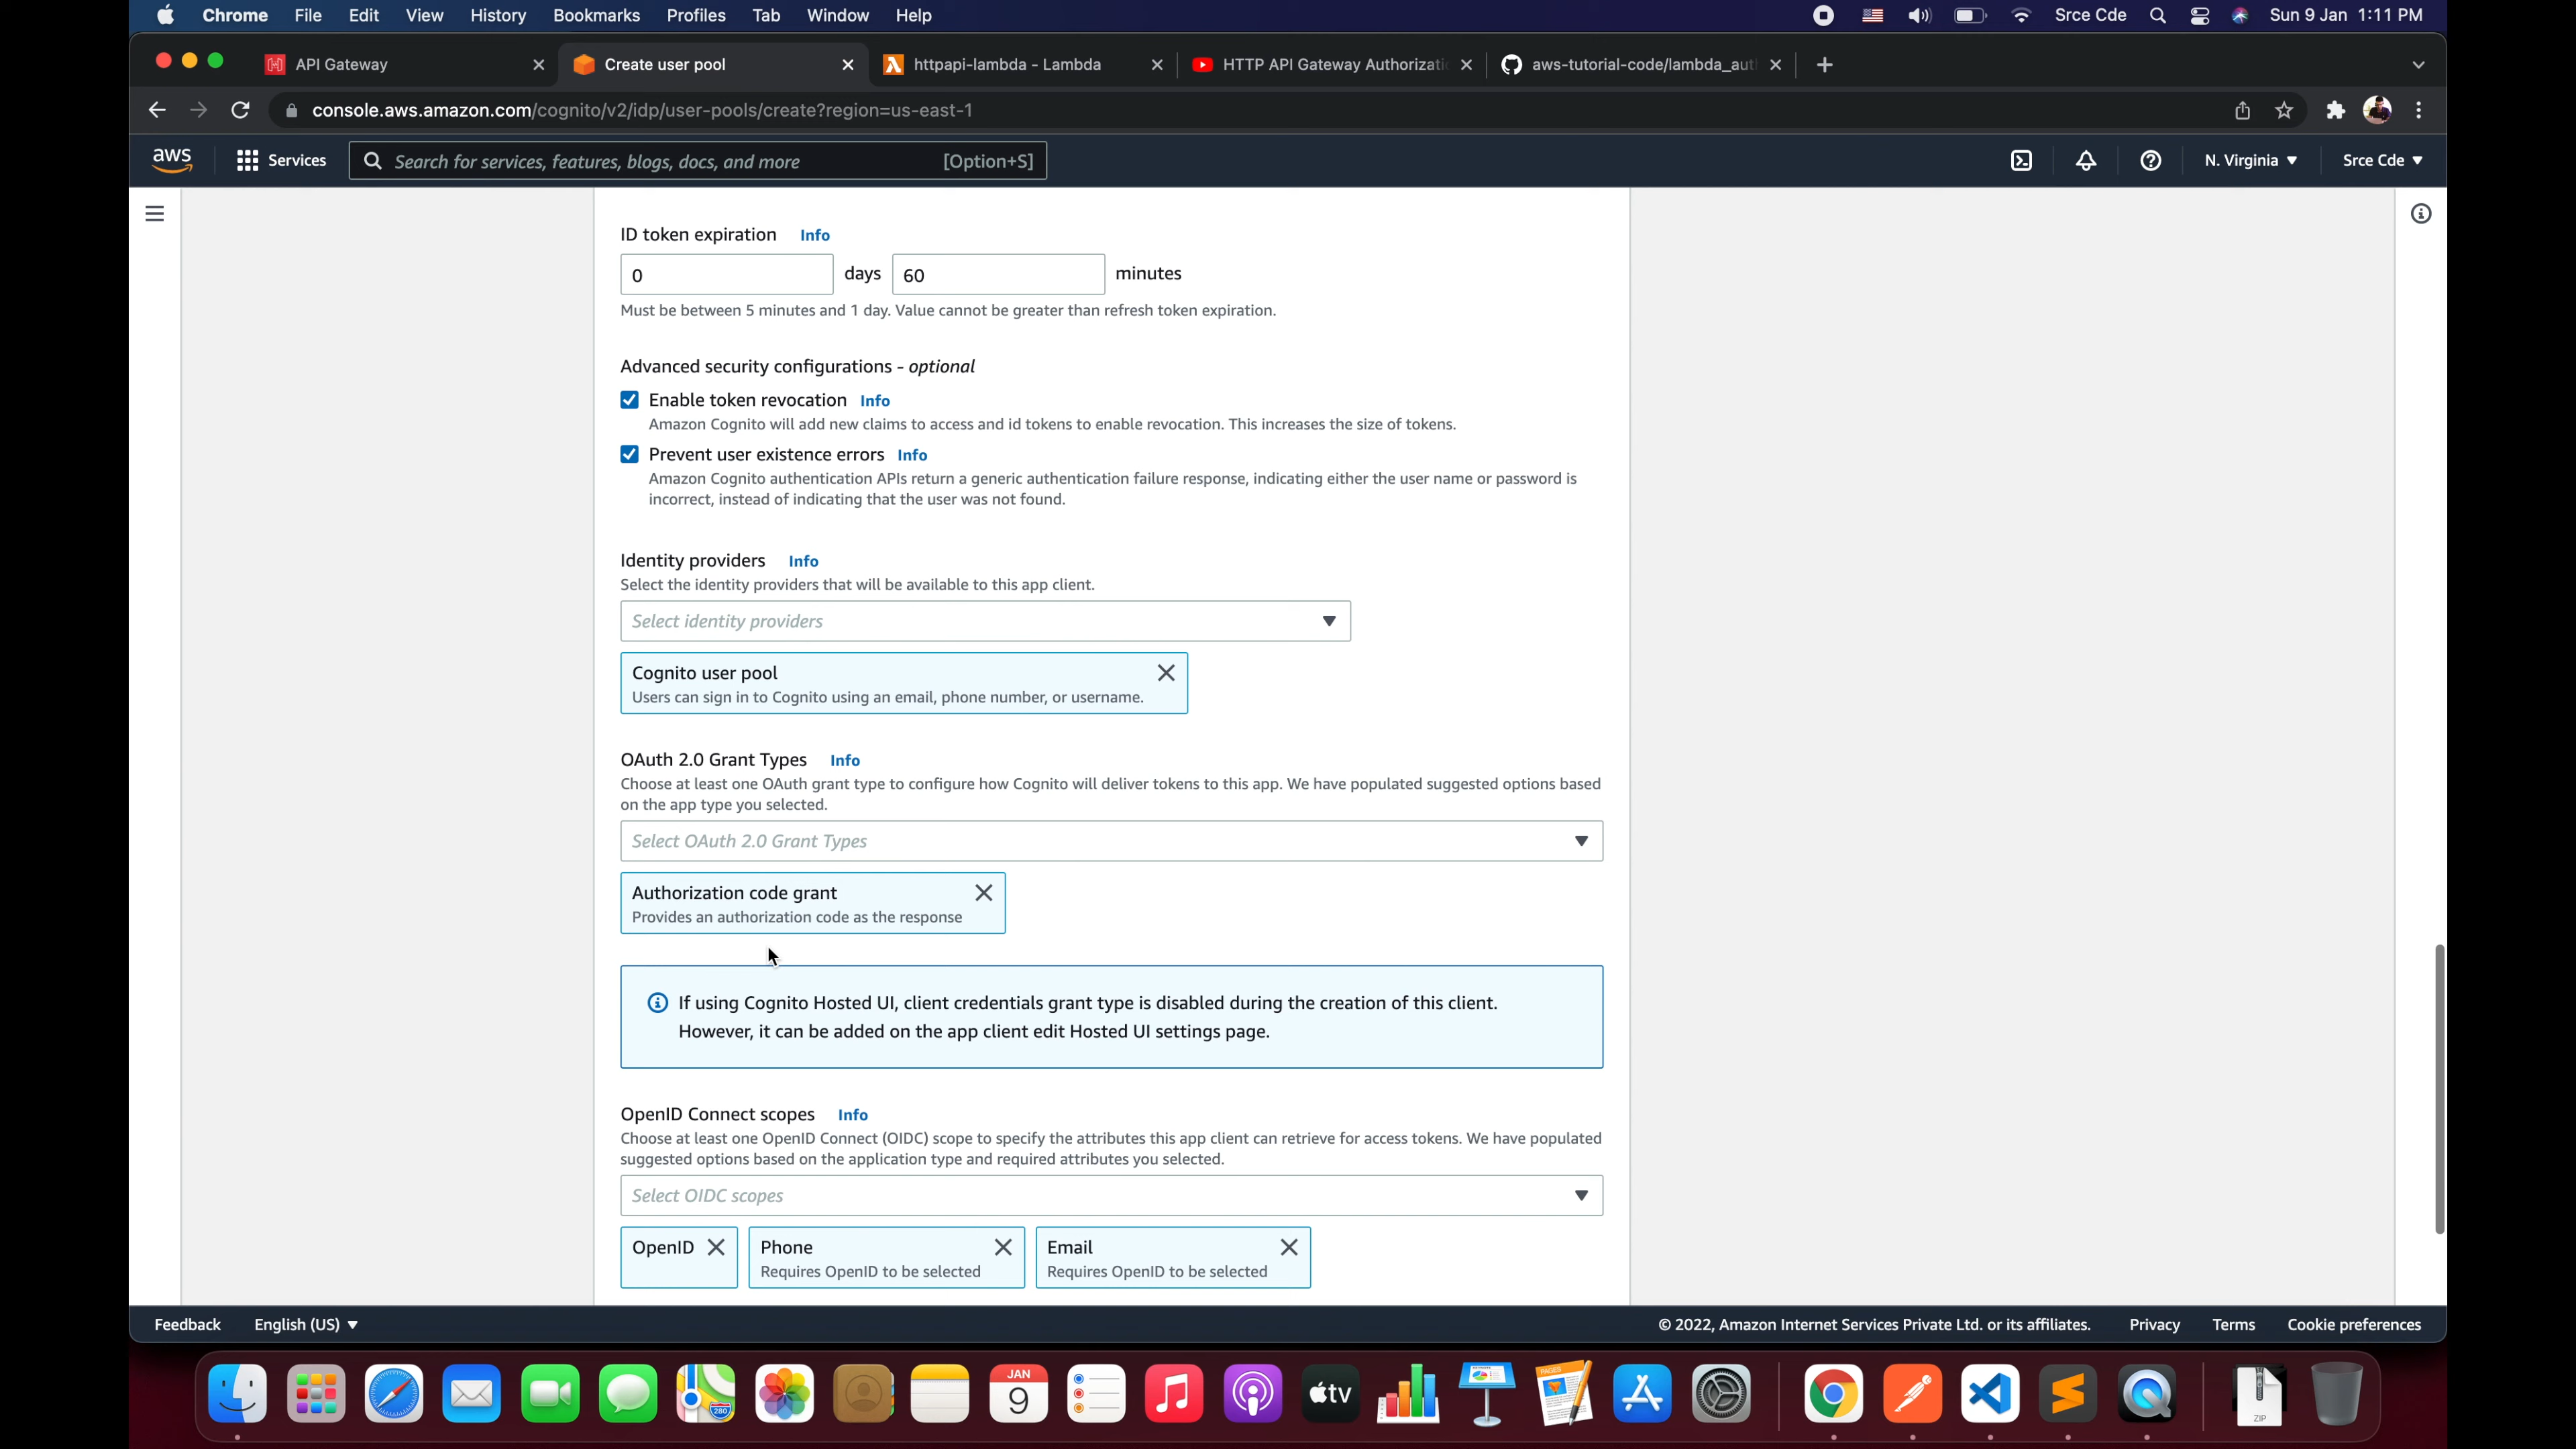 Chrome File Edit View History Bookmarks Profiles Tab Window Help Srce Cde Sun 9 Jan 1:11 PM
API Gateway Create user pool httpapi-lambda - Lambda HTTP API Gateway Authorizati aws-tutorial-code/lambda_aut
console.aws.amazon.com/cognito/v2/idp/user-pools/create?region=us-east-1
aws Services Search for services, features, blogs, docs, and more [Option+S] N. Virginia Srce Cde
ID token expiration Info
0 days 60 minutes
Must be between 5 minutes and 1 day. Value cannot be greater than refresh token expiration.
Advanced security configurations - optional
Enable token revocation Info
Amazon Cognito will add new claims to access and id tokens to enable revocation. This increases the size of tokens.
Prevent user existence errors Info
Amazon Cognito authentication APIs return a generic authentication failure response, indicating either the user name or password is
incorrect, instead of indicating that the user was not found.
Identity providers Info
Select the identity providers that will be available to this app client.
Select identity providers
Cognito user pool
Users can sign in to Cognito using an email, phone number, or username.
OAuth 2.0 Grant Types Info
Choose at least one OAuth grant type to configure how Cognito will deliver tokens to this app. We have populated suggested options based
on the app type you selected.
Select OAuth 2.0 Grant Types
Authorization code grant
Provides an authorization code as the response
If using Cognito Hosted UI, client credentials grant type is disabled during the creation of this client.
However, it can be added on the app client edit Hosted UI settings page.
OpenID Connect scopes Info
Choose at least one OpenID Connect (OIDC) scope to specify the attributes this app client can retrieve for access tokens. We have populated
suggested options based on the application type and required attributes you selected.
Select OIDC scopes
OpenID Phone Email
Requires OpenID to be selected Requires OpenID to be selected
Feedback English (US) © 2022, Amazon Internet Services Private Ltd. or its affiliates. Privacy Terms Cookie preferences
280 JAN 9 tv PAGES ZIP